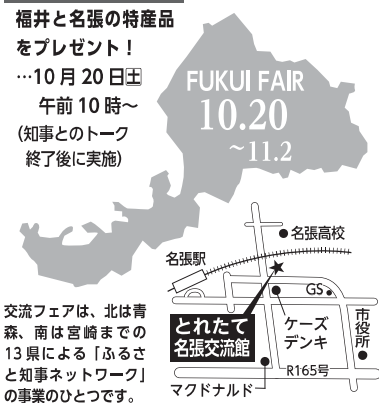 福井と名張の特産品
をプレゼント！
…10月20日㊏
午前10時～
（知事とのトーク
終了後に実施）
FUKUI FAIR
10.20
～11.2
名張高校
名張駅
GS
とれたて
名張交流館
ケーズ
デンキ
市役所
R165号
マクドナルド
交流フェアは、北は青
森、南は宮崎までの
13県による「ふるさ
と知事ネットワーク」
の事業のひとつです。